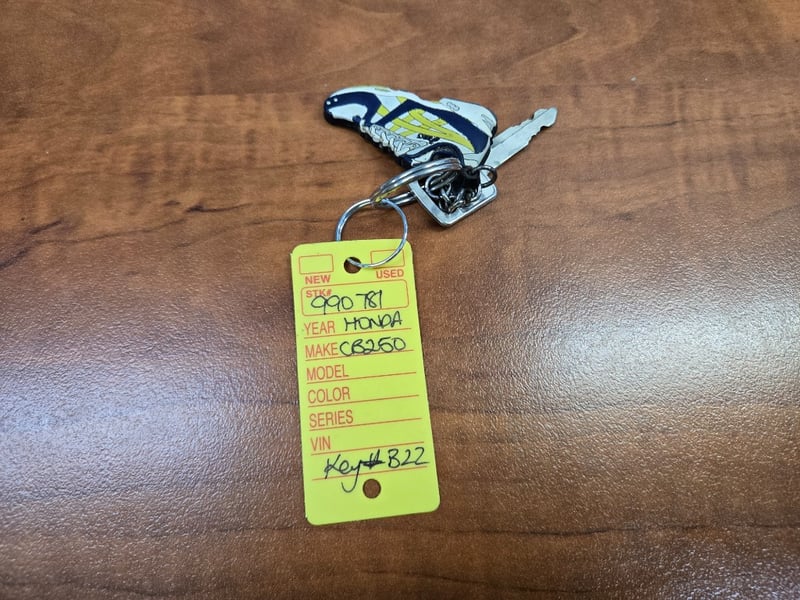 NEW USED
STK# 990781
YEAR HONDA
MAKE CB250
MODEL
COLOR
SERIES
VIN
Key# B22